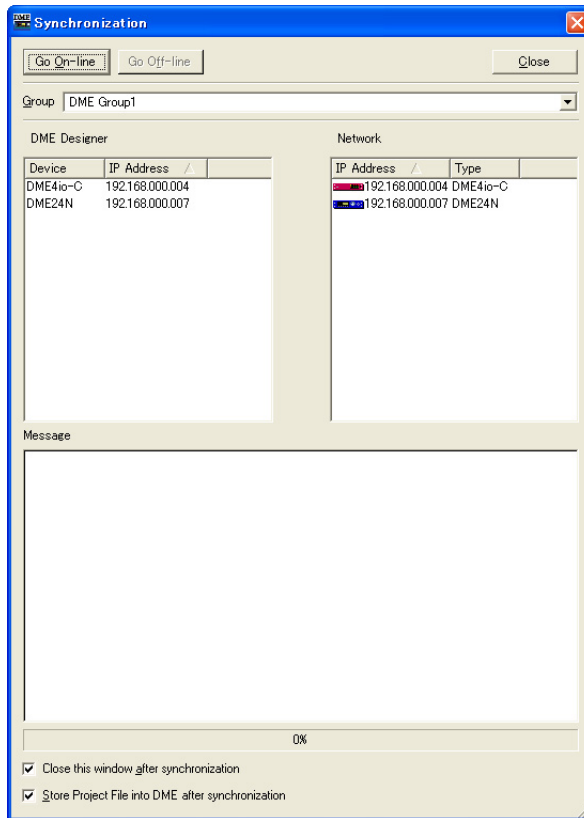 Synchronization
Go On-line Go Off-line Close
Group DME Group1
DME Designer Network
Device IP Address IP Address Type
DME4io-C 192.168.000.004 192.168.000.004 DME4io-C
DME24N 192.168.000.007 192.168.000.007 DME24N
Message
0%
Close this window after synchronization
Store Project File into DME after synchronization